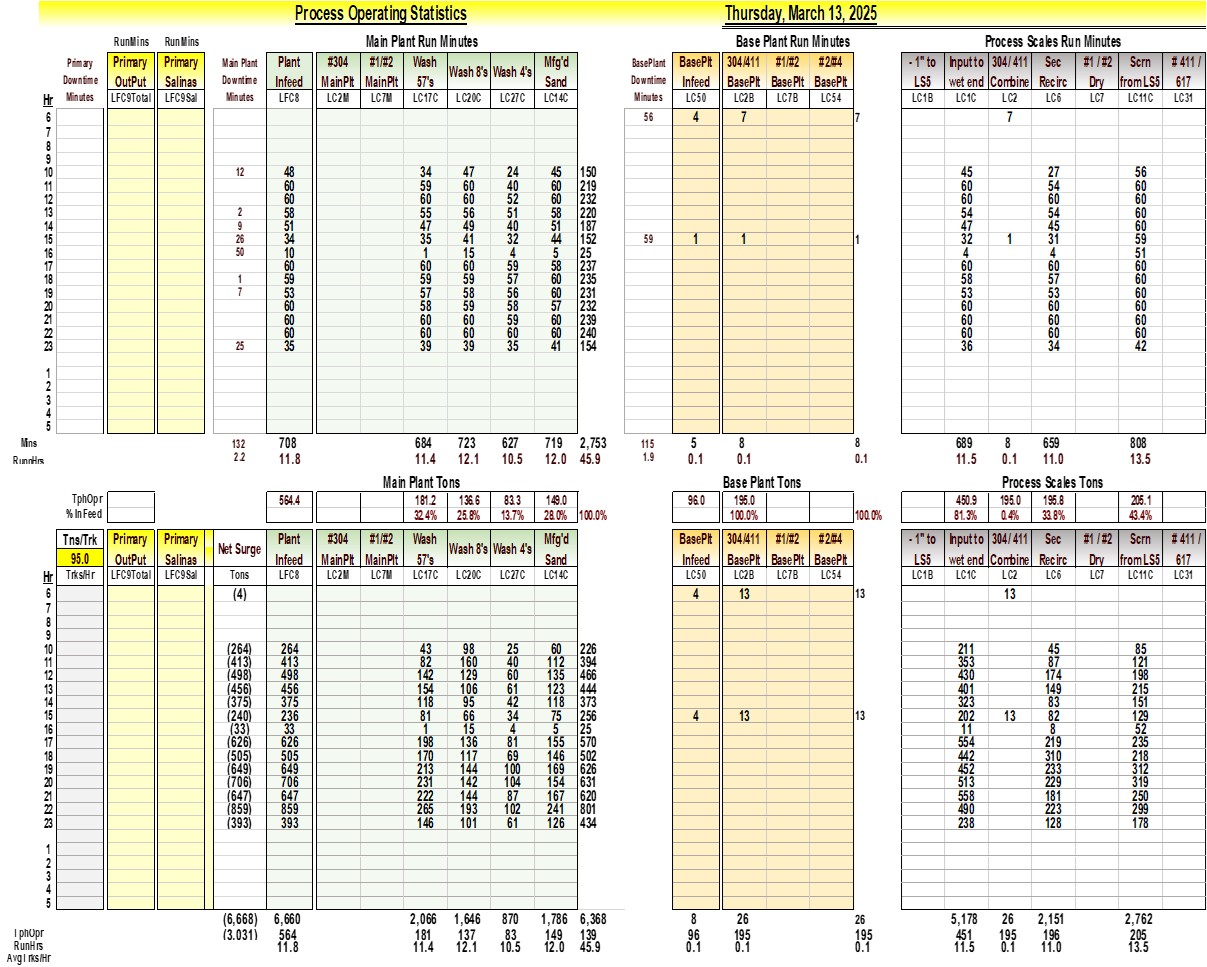 Process Operating Statistics Thursday, March 13, 2025
RunMins RunMins Main Plant Run Minutes Base Plant Run Minutes Process Scales Run Minutes
Primary Primary Primary Main Plant Plant #304 #1/#2 Wash Wash 8's Wash 4's Mfg'd BasePlant BasePlt 304/411 #1/#2 #2/#4 - 1" to Input to 304/411 Sec #1 / #2 Scrn # 411 /
Downtime OutPut Salinas Downtime Infeed MainPlt MainPlt 57's Sand Downtime Infeed BasePlt BasePlt BasePlt LS5 wet end Combine Recirc Dry from LS5 617
Hr Minutes LFC9Total LFC9Sal Minutes LFC8 LC2M LC7M LC17C LC20C LC27C LC14C Minutes LC50 LC2B LC7B LC54 LC1B LC1C LC2 LC6 LC7 LC11C LC31
6 56 4 7 7 7
7
8
9
10 12 48 34 47 24 45 150 45 27 56
11 60 59 60 40 60 219 60 54 60
12 60 60 60 52 60 232 60 60 60
13 2 58 55 56 51 58 220 54 54 60
14 9 51 47 49 40 51 187 47 45 60
15 26 34 35 41 32 44 152 59 1 1 1 32 1 31 59
16 50 10 1 15 4 5 25 4 4 51
17 60 60 60 59 58 237 60 60 60
18 1 59 59 59 57 60 235 58 57 60
19 7 53 57 58 56 60 231 53 53 60
20 60 58 59 58 57 232 60 60 60
21 60 60 60 59 60 239 60 60 60
22 60 60 60 60 60 240 60 60 60
23 25 35 39 39 35 41 154 36 34 42
1
2
3
4
5
Mins 132 708 684 723 627 719 2,753 115 5 8 8 689 8 659 808
RunnHrs 2.2 11.8 11.4 12.1 10.5 12.0 45.9 1.9 0.1 0.1 0.1 11.5 0.1 11.0 13.5
Main Plant Tons Base Plant Tons Process Scales Tons
TphOpr 564.4 181.2 136.6 83.3 149.0 96.0 195.0 450.9 195.0 195.8 205.1
% InFeed 32.4% 25.8% 13.7% 28.0% 100.0% 100.0% 100.0% 81.3% 0.4% 33.8% 43.4%
Tns/Trk Primary Primary Net Surge Plant #304 #1/#2 Wash Wash 8's Wash 4's Mfg'd BasePlt 304/411 #1/#2 #2/#4 - 1" to Input to 304/411 Sec #1 / #2 Scrn # 411 /
95.0 OutPut Salinas Infeed MainPlt MainPlt 57's Sand Infeed BasePlt BasePlt BasePlt LS5 wet end Combine Recirc Dry from LS5 617
Hr Trks/Hr LFC9Total LFC9Sal Tons LFC8 LC2M LC7M LC17C LC20C LC27C LC14C LC50 LC2B LC7B LC54 LC1B LC1C LC2 LC6 LC7 LC11C LC31
6 (4) 4 13 13 13
7
8
9
10 (264) 264 43 98 25 60 226 211 45 85
11 (413) 413 82 160 40 112 394 353 87 121
12 (498) 498 142 129 60 135 466 430 174 198
13 (456) 456 154 106 61 123 444 401 149 215
14 (375) 375 118 95 42 118 373 323 83 151
15 (240) 236 81 66 34 75 256 4 13 13 202 13 82 129
16 (33) 33 1 15 4 5 25 11 8 52
17 (626) 626 198 136 81 155 570 554 219 235
18 (505) 505 170 117 69 146 502 442 310 218
19 (649) 649 213 144 100 169 626 452 233 312
20 (706) 706 231 142 104 154 631 513 229 319
21 (647) 647 222 144 87 167 620 558 181 250
22 (859) 859 265 193 102 241 801 490 223 299
23 (393) 393 146 101 61 126 434 238 128 178
1
2
3
4
5
(6,668) 6,660 2,066 1,646 870 1,786 6,368 8 26 26 5,178 26 2,151 2,762
TphOpr (3,031) 564 181 137 83 149 139 96 195 195 451 195 196 205
RunHrs 11.8 11.4 12.1 10.5 12.0 45.9 0.1 0.1 0.1 11.5 0.1 11.0 13.5
AvgTrks/Hr